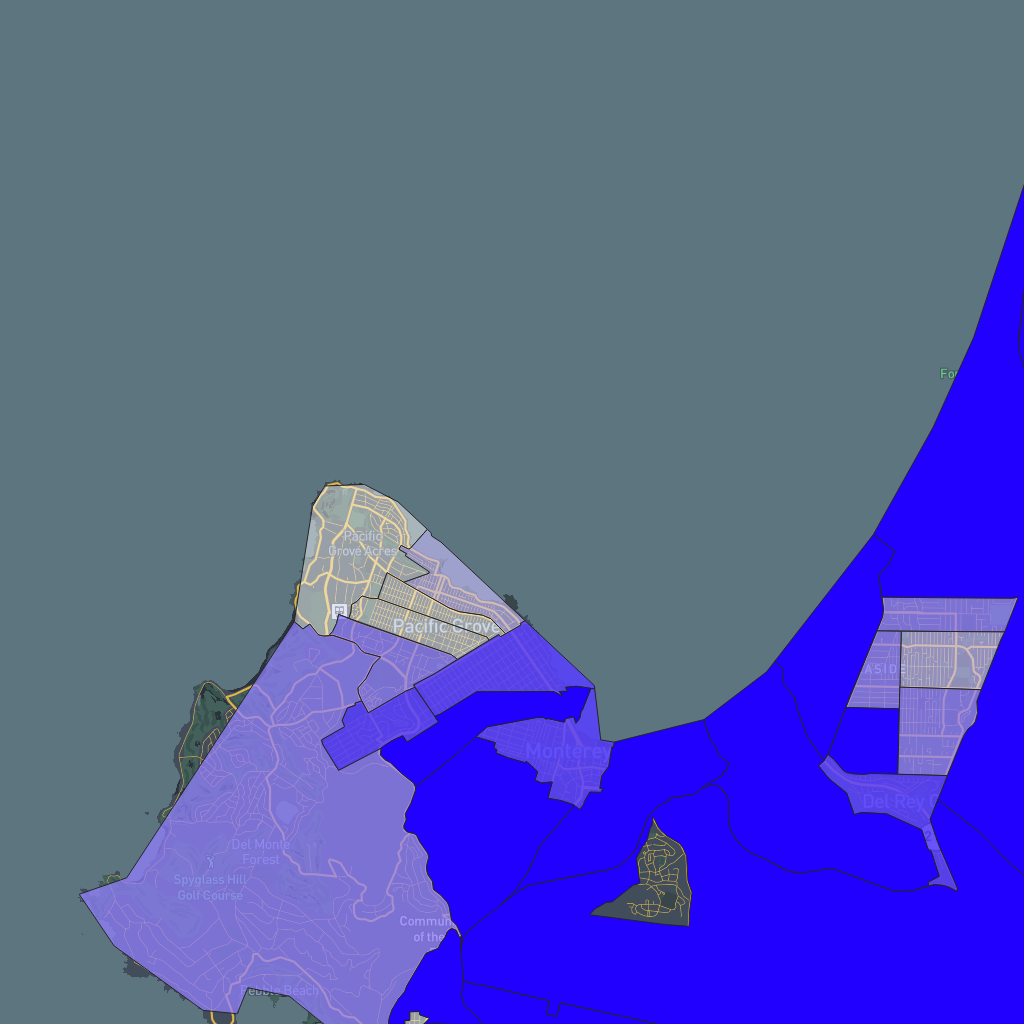 Pacific
Grove Acres
Pacific Grove
ASIDE
Monterey
Del Rey
Del Monte
Forest
Spyglass Hill
Golf Course
Commun
of the
ebble Beach